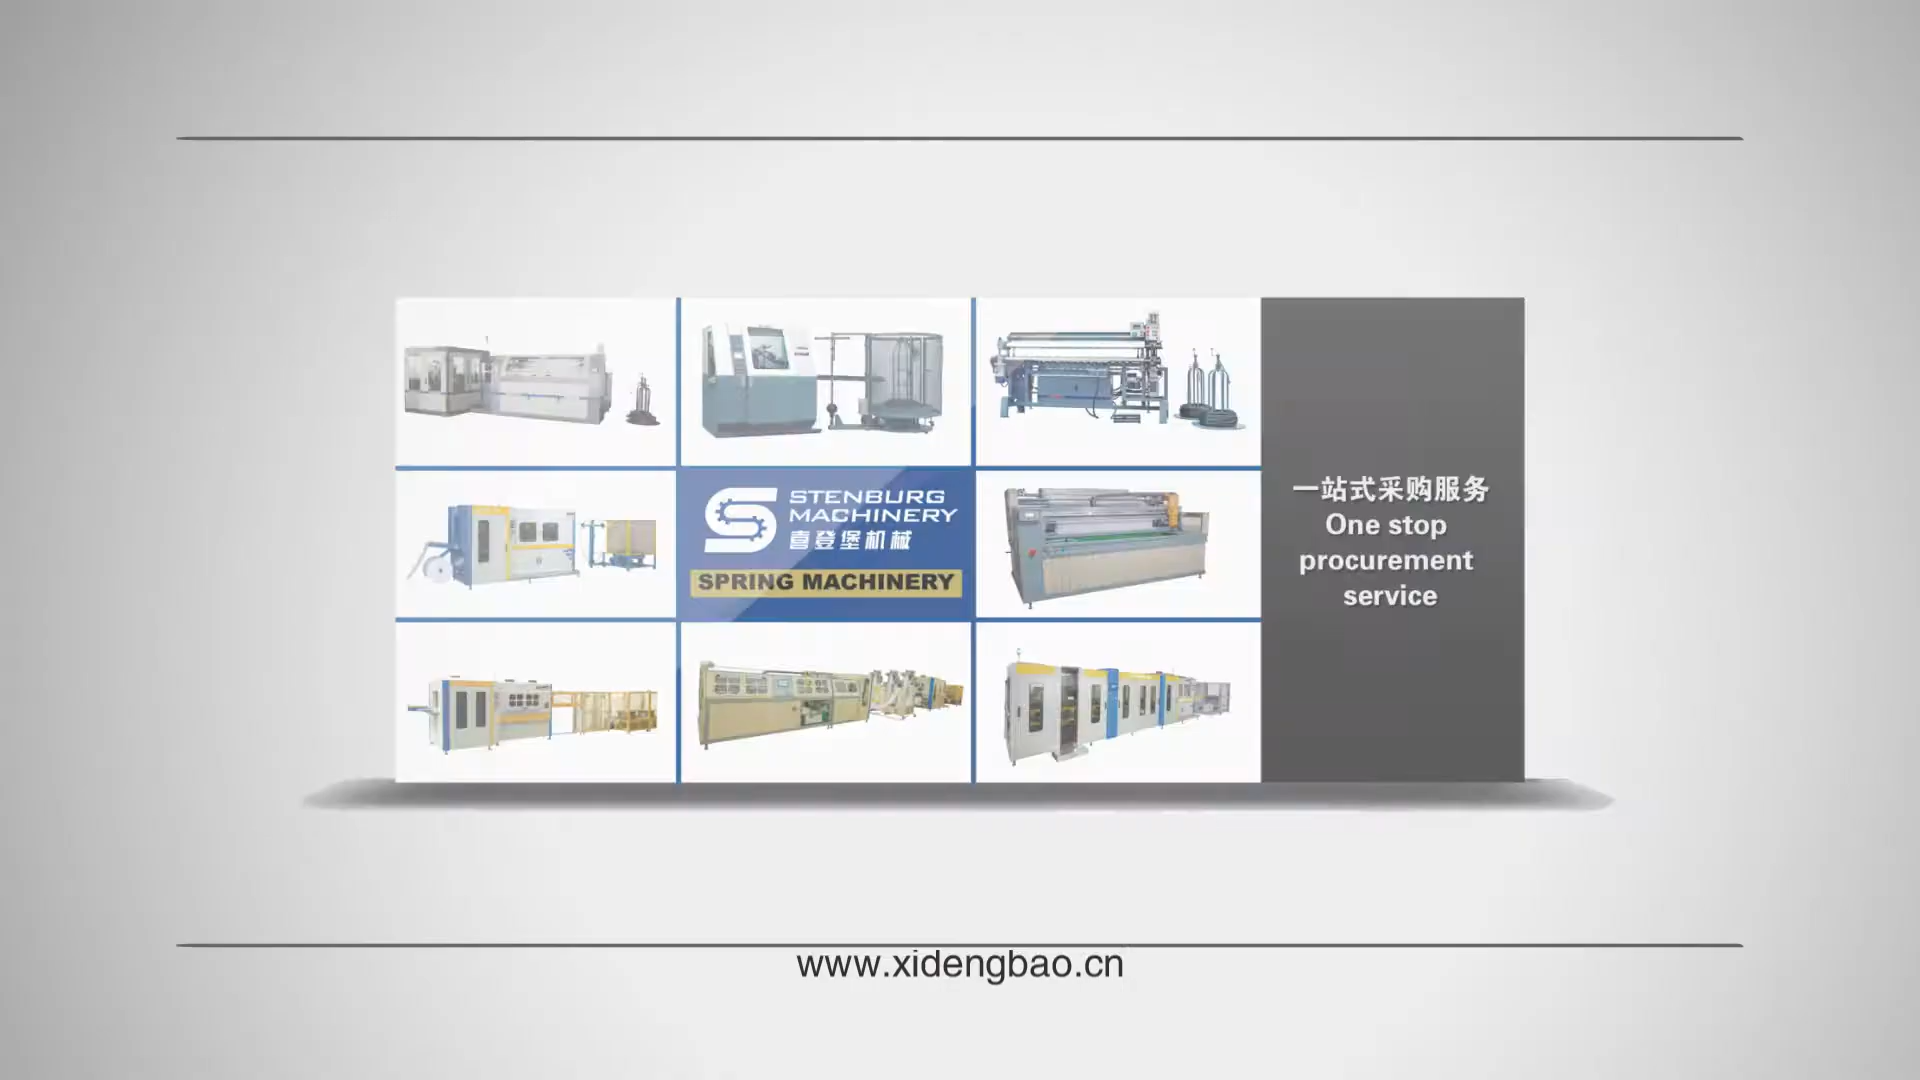 STENBURG
MACHINERY
喜登堡机械
SPRING MACHINERY
一站式采购服务
One stop
procurement
service
www.xidengbao.cn